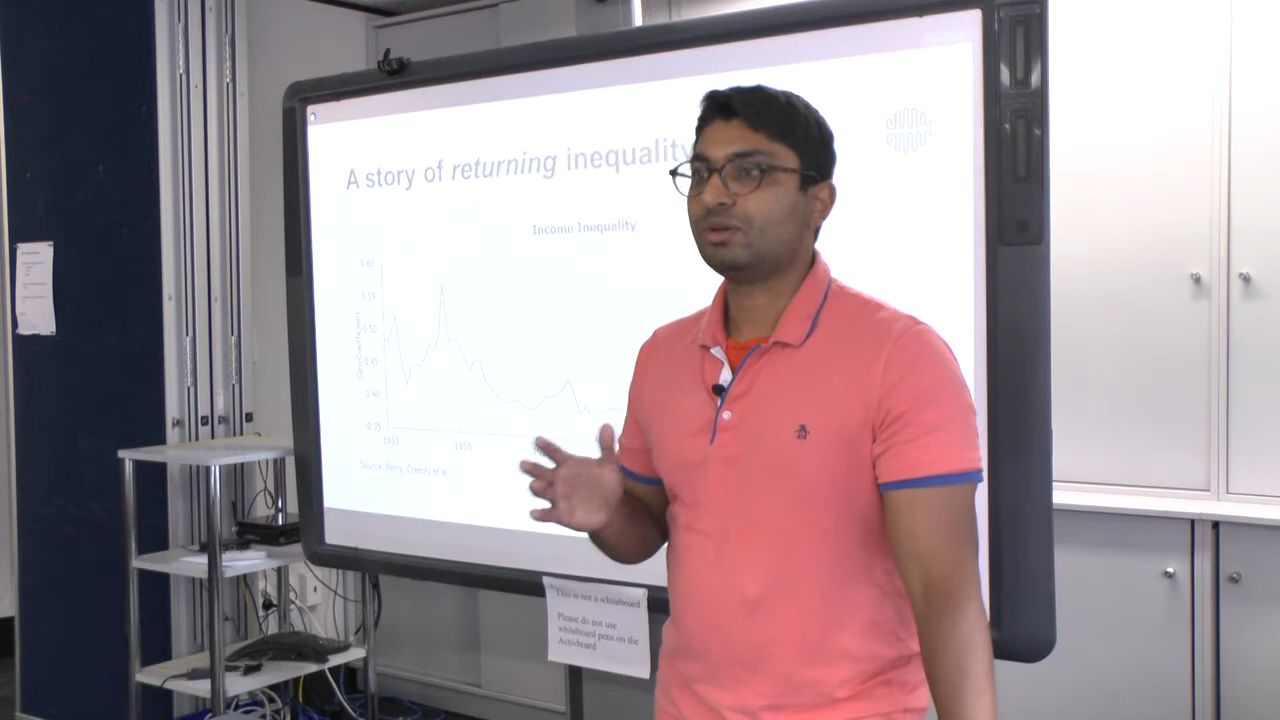 A story of returning inequality
Income Inequality
0.60
0.55
0.50
0.45
0.40
0.35
Gini Coefficient
1935
1950
Source: Perry, Creedy et al
This is not a whiteboard
Please do not use
whiteboard pens on the
Activboard